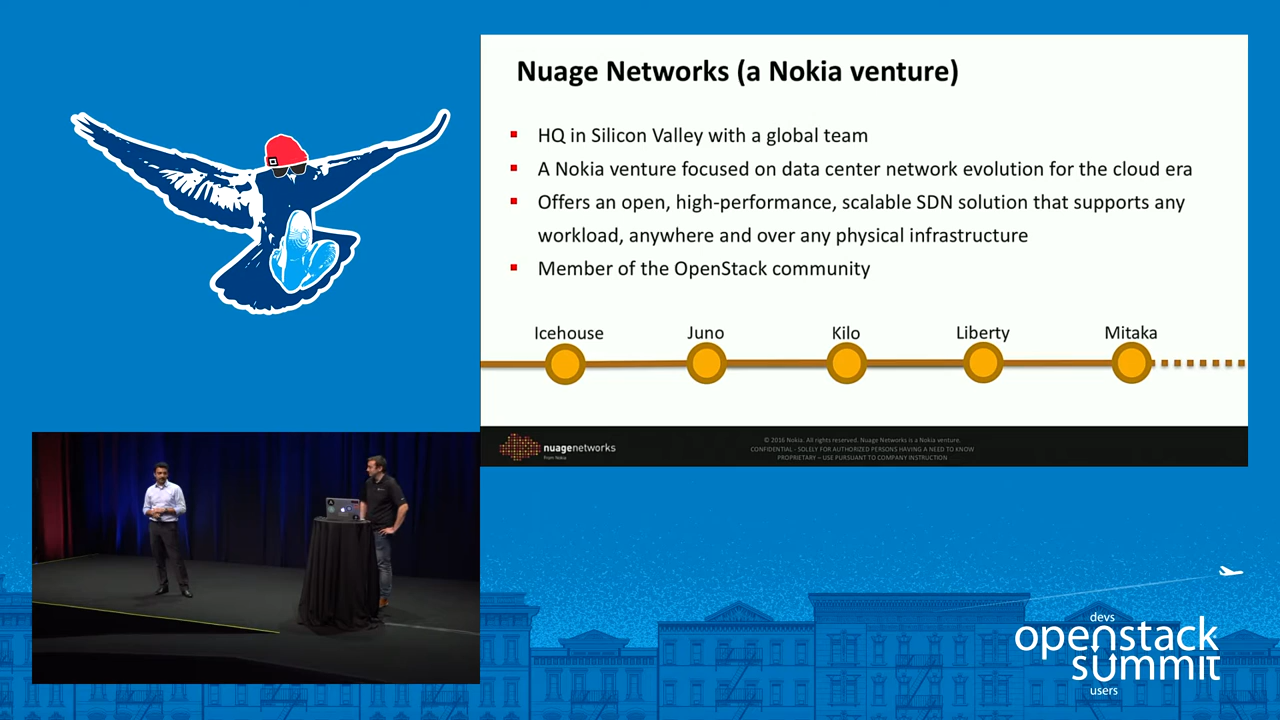 Nuage Networks (a Nokia venture)
HQ in Silicon Valley with a global team
A Nokia venture focused on data center network evolution for the cloud era
Offers an open, high-performance, scalable SDN solution that supports any
workload, anywhere and over any physical infrastructure
Member of the OpenStack community
Icehouse Juno Kilo Liberty Mitaka
nuagenetworks
From Nokia
© 2016 Nokia. All rights reserved. Nuage Networks is a Nokia venture.
CONFIDENTIAL - SOLELY FOR AUTHORIZED PERSONS HAVING A NEED TO KNOW
PROPRIETARY – USE PURSUANT TO COMPANY INSTRUCTION
devs
openstack
summit
users